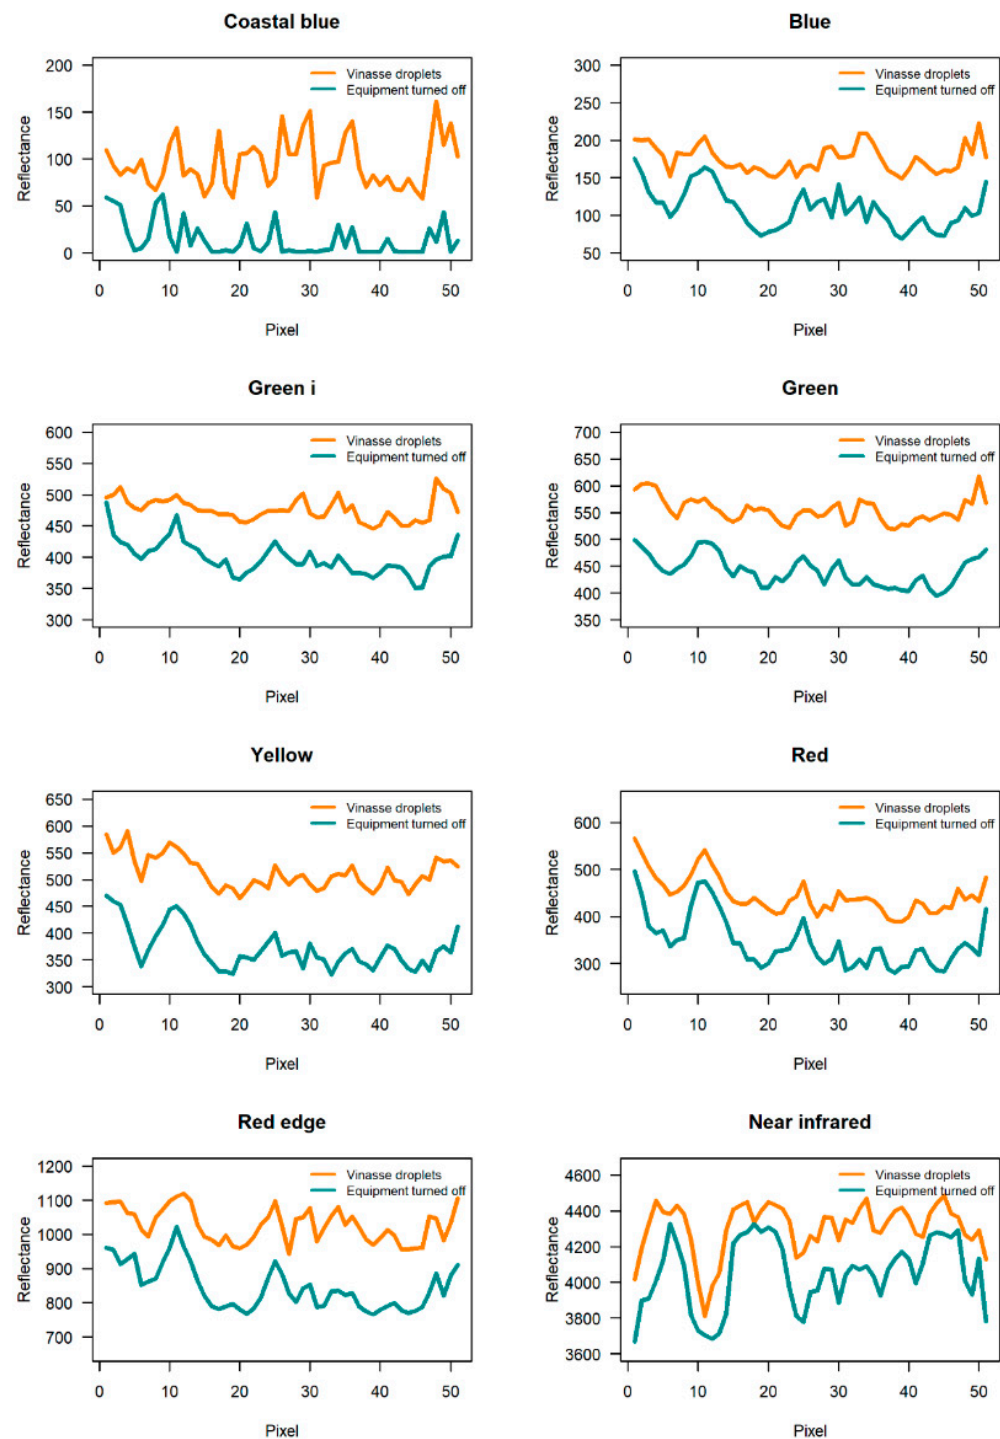 Coastal blue
Reflectance
200
150
100
50
0
Vinasse droplets
Equipment turned off
0 10 20 30 40 50
Pixel
Blue
Reflectance
300
250
200
150
100
50
Vinasse droplets
Equipment turned off
0 10 20 30 40 50
Pixel
Green i
Reflectance
600
550
500
450
400
350
300
Vinasse droplets
Equipment turned off
0 10 20 30 40 50
Pixel
Green
Reflectance
700
650
600
550
500
450
400
350
Vinasse droplets
Equipment turned off
0 10 20 30 40 50
Pixel
Yellow
Reflectance
650
600
550
500
450
400
350
300
Vinasse droplets
Equipment turned off
0 10 20 30 40 50
Pixel
Red
Reflectance
600
500
400
300
Vinasse droplets
Equipment turned off
0 10 20 30 40 50
Pixel
Red edge
Reflectance
1200
1100
1000
900
800
700
Vinasse droplets
Equipment turned off
0 10 20 30 40 50
Pixel
Near infrared
Reflectance
4600
4400
4200
4000
3800
3600
Vinasse droplets
Equipment turned off
0 10 20 30 40 50
Pixel